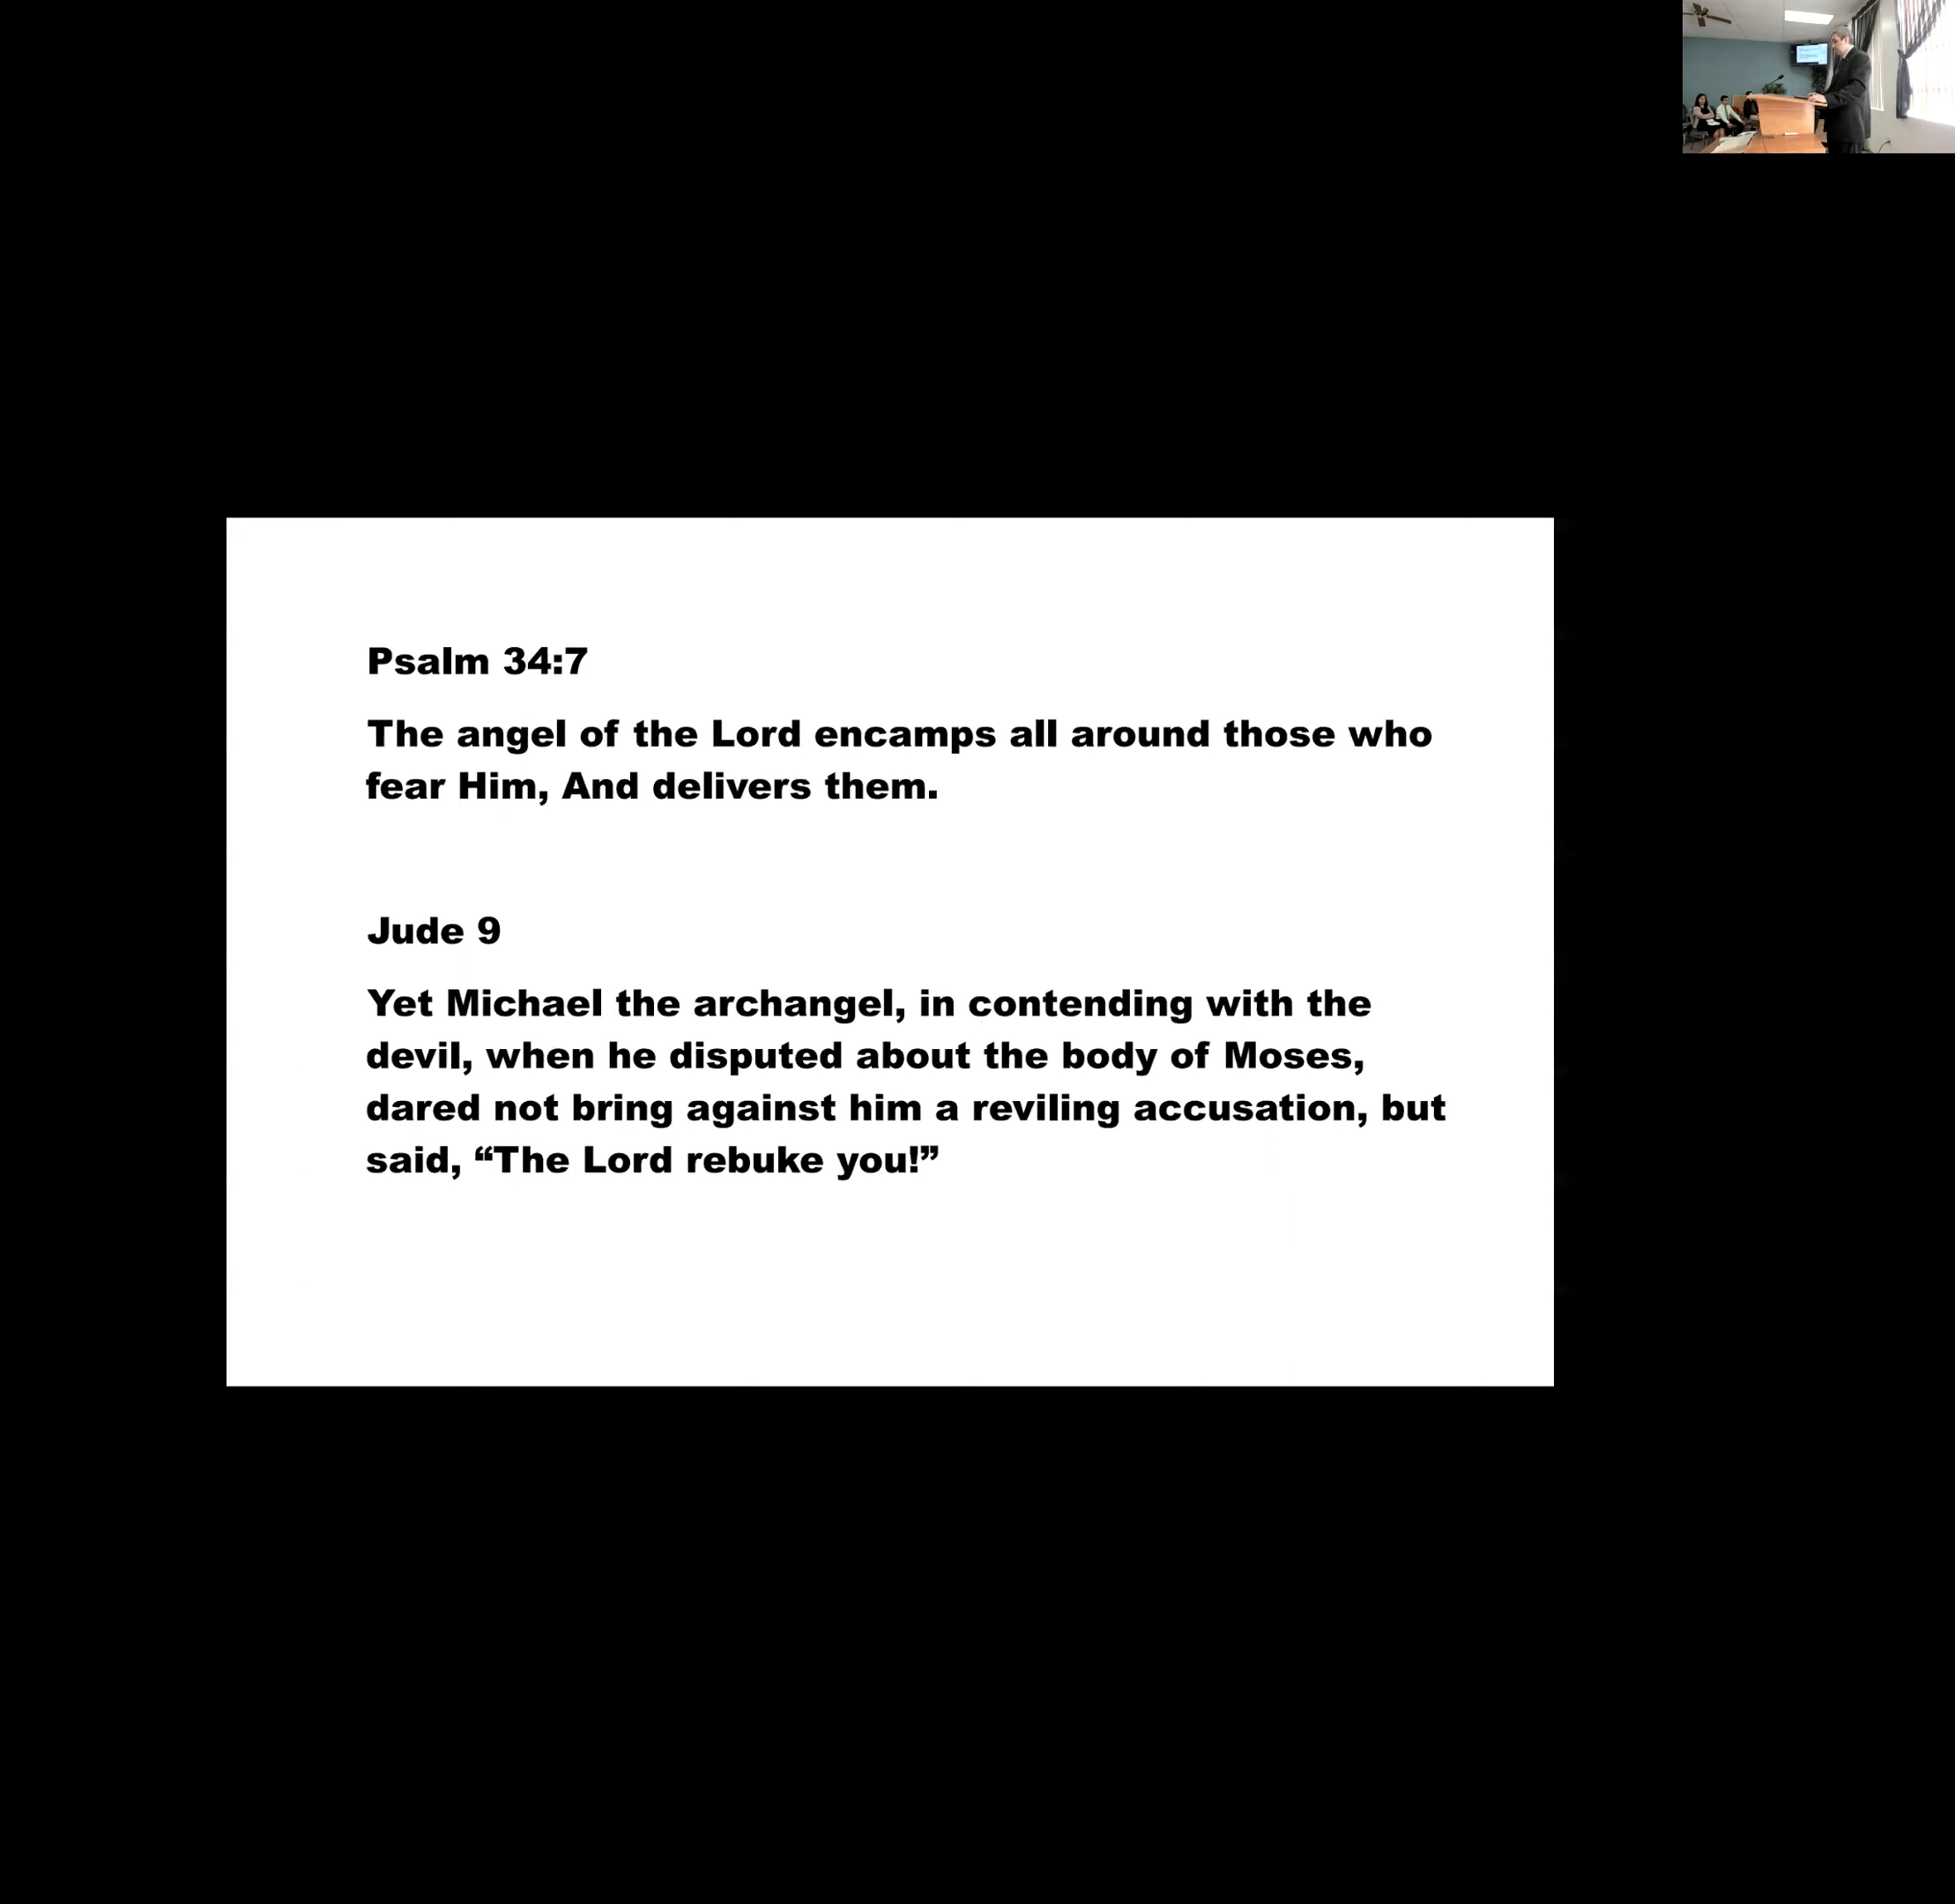 Psalm 34:7
The angel of the Lord encamps all around those who
fear Him, And delivers them.
Jude 9
Yet Michael the archangel, in contending with the
devil, when he disputed about the body of Moses,
dared not bring against him a reviling accusation, but
said, “The Lord rebuke you!”